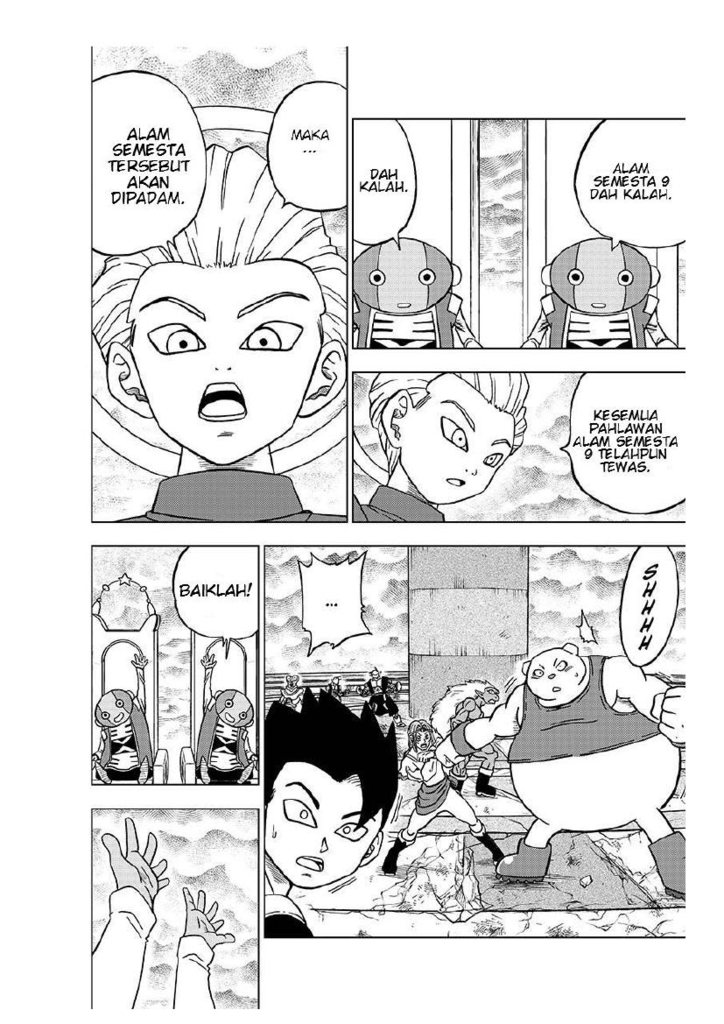 ALAM
SEMESTA 9
DAH KALAH.
DAH
KALAH.
KESEMUA
PAHLAWAN
ALAM SEMESTA
9 TELAHPUN
TEWAS.
MAKA
...
ALAM
SEMESTA
TERSEBUT
AKAN
DIPADAM.
SHHHH
...
BAIKLAH!